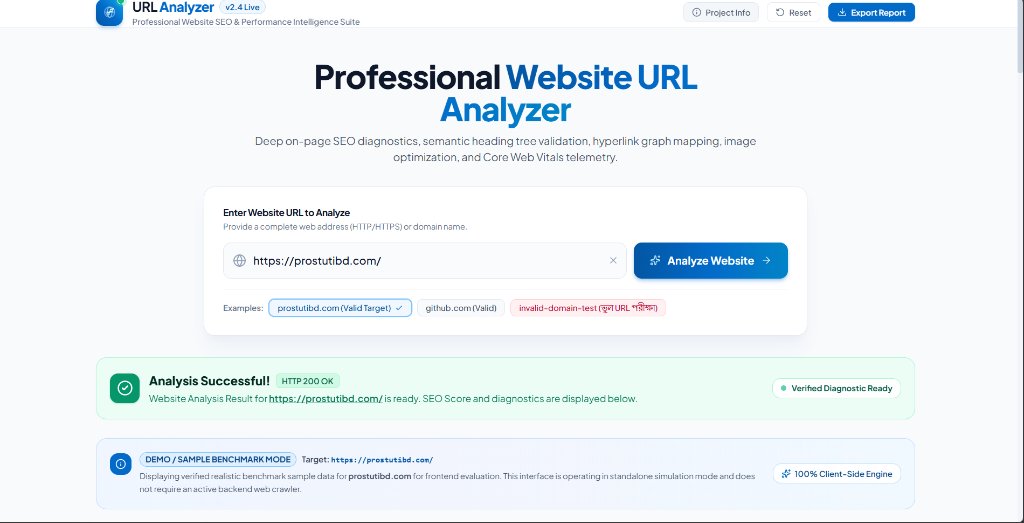 URL Analyzer v2.4 Live
Professional Website SEO & Performance Intelligence Suite
Project Info
Reset
Export Report
Professional Website URL
Analyzer
Deep on-page SEO diagnostics, semantic heading tree validation, hyperlink graph mapping, image
optimization, and Core Web Vitals telemetry.
Enter Website URL to Analyze
Provide a complete web address (HTTP/HTTPS) or domain name.
https://prostutibd.com/
Analyze Website
Examples: prostutibd.com (Valid Target) github.com (Valid) invalid-domain-test (ভুল URL পরীক্ষা)
Analysis Successful! HTTP 200 OK
Website Analysis Result for https://prostutibd.com/ is ready. SEO Score and diagnostics are displayed below.
Verified Diagnostic Ready
DEMO / SAMPLE BENCHMARK MODE Target: https://prostutibd.com/
Displaying verified realistic benchmark sample data for prostutibd.com for frontend evaluation. This interface is operating in standalone simulation mode and does
not require an active backend web crawler.
100% Client-Side Engine